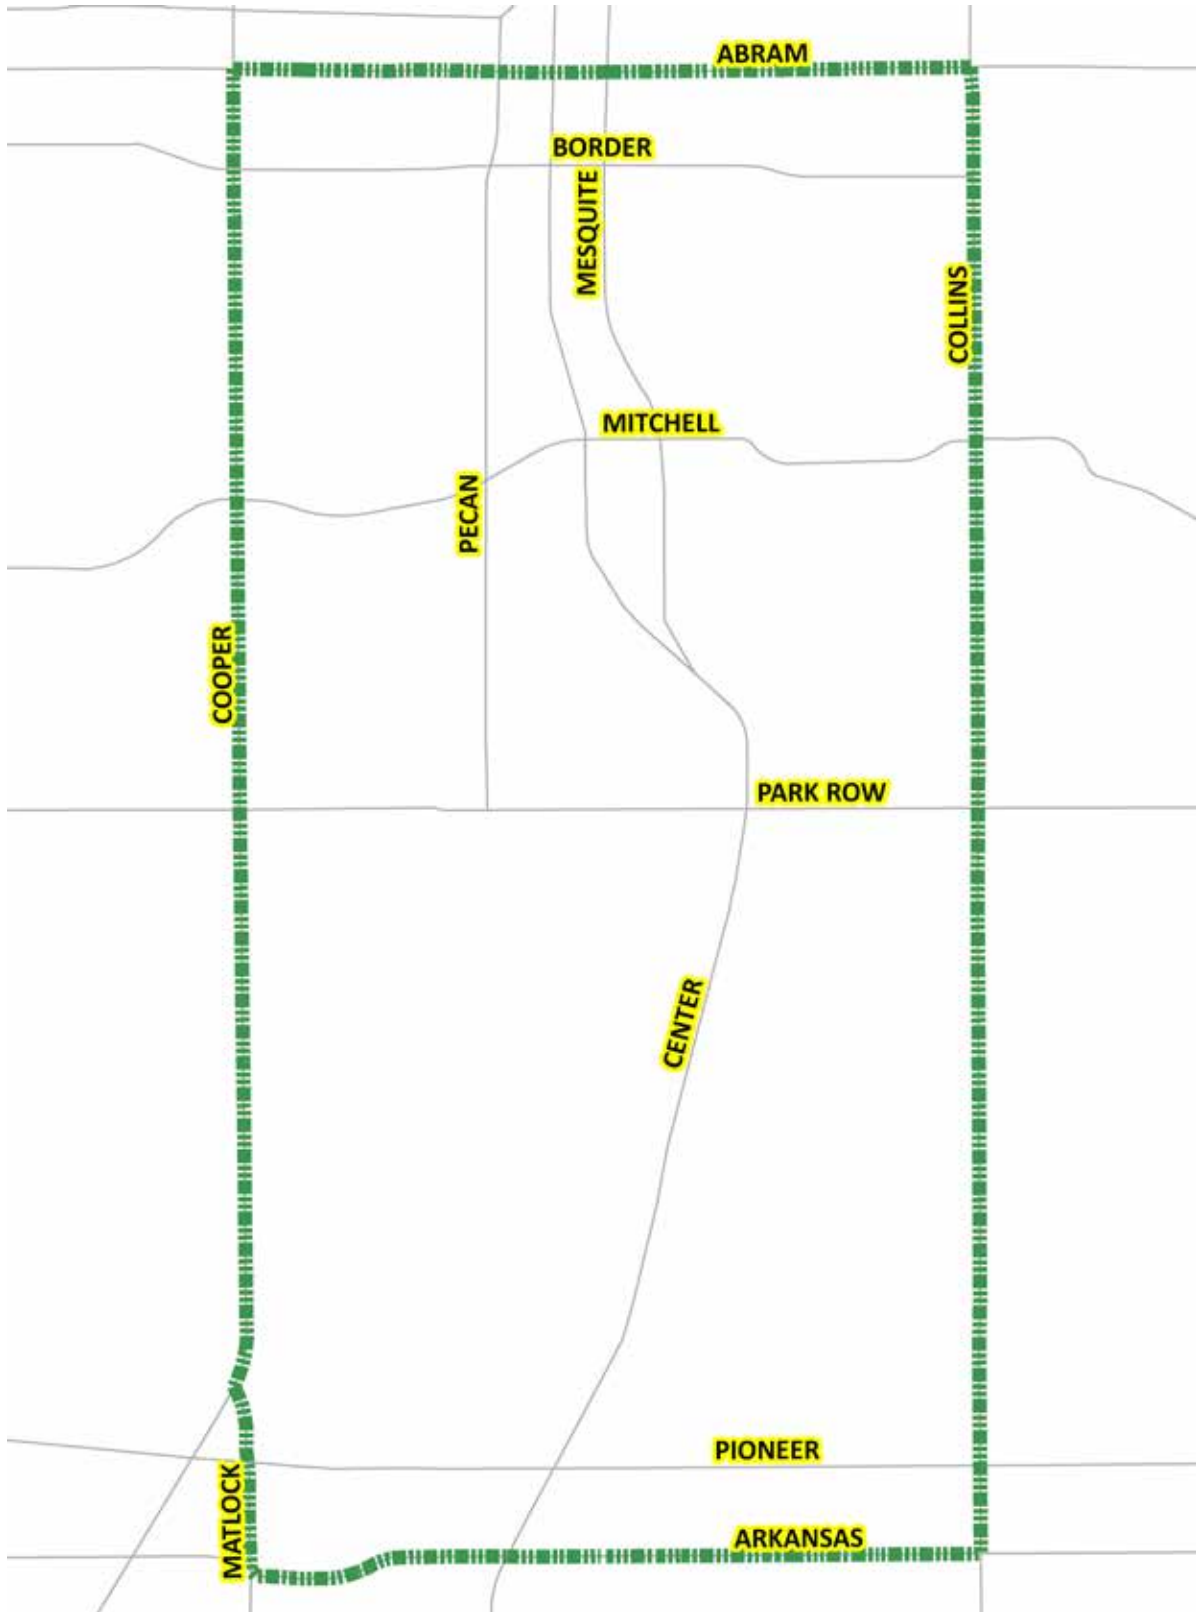 ABRAM
BORDER
MESQUITE
COLLINS
MITCHELL
PECAN
COOPER
PARK ROW
CENTER
PIONEER
MATLOCK
ARKANSAS